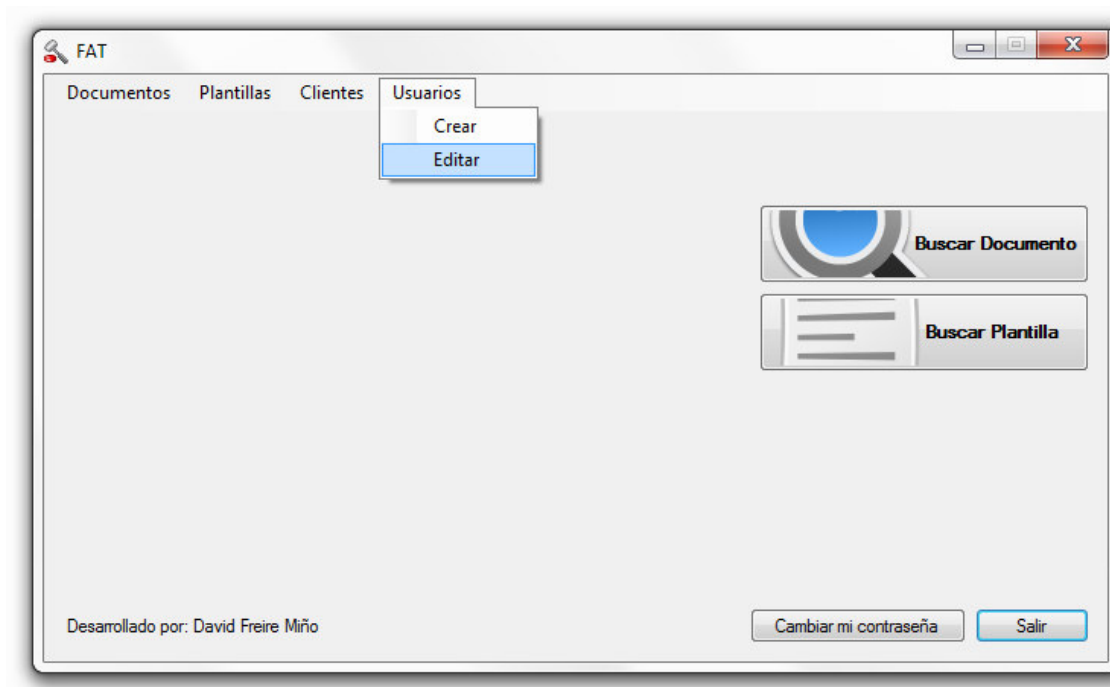 FAT
Documentos Plantillas Clientes Usuarios
Crear
Editar
Buscar Documento
Buscar Plantilla
Desarrollado por: David Freire Miño
Cambiar mi contraseña Salir